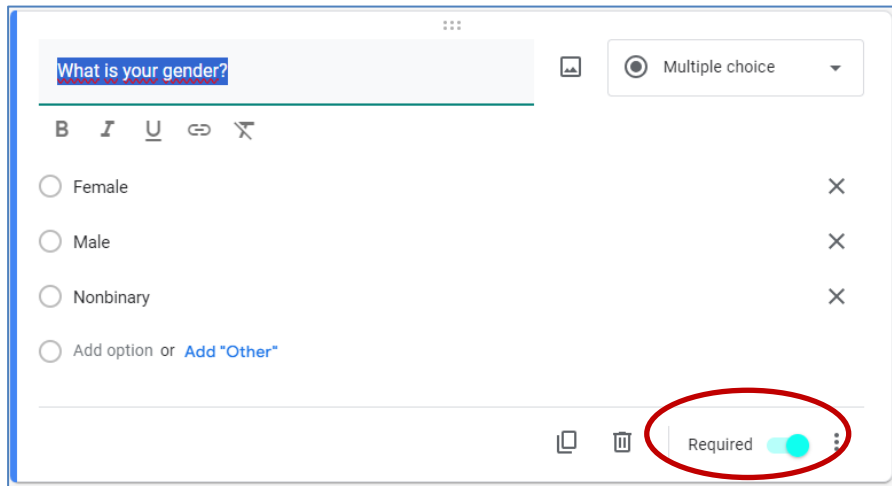 What is your gender?
Multiple choice
B I U
Female
Male
Nonbinary
Add option or Add "Other"
Required